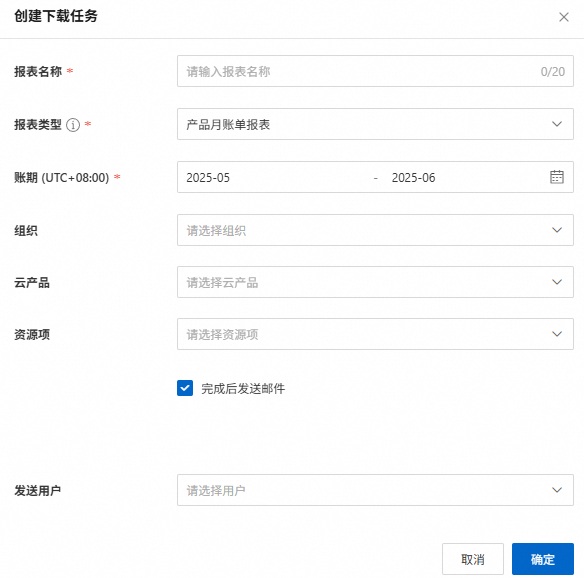 创建下载任务
报表名称 * 请输入报表名称 0/20
报表类型 * 产品月账单报表
账期 (UTC+08:00) * 2025-05 - 2025-06
组织 请选择组织
云产品 请选择云产品
资源项 请选择资源项
完成后发送邮件
发送用户 请选择用户
取消 确定